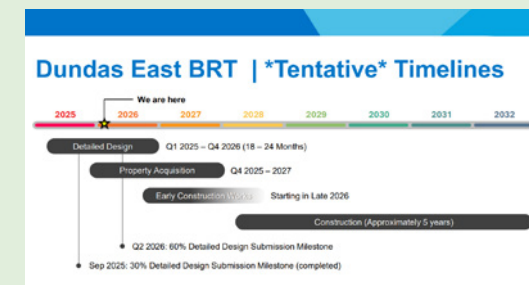 Dundas East BRT | *Tentative* Timelines
We are here
2025 2026 2027 2028 2029 2030 2031 2032
Detailed Design Q1 2025 – Q4 2026 (18 – 24 Months)
Property Acquisition Q4 2025 – 2027
Early Construction Works Starting in Late 2026
Construction (Approximately 5 years)
Q2 2026: 60% Detailed Design Submission Milestone
Sep 2025: 30% Detailed Design Submission Milestone (completed)